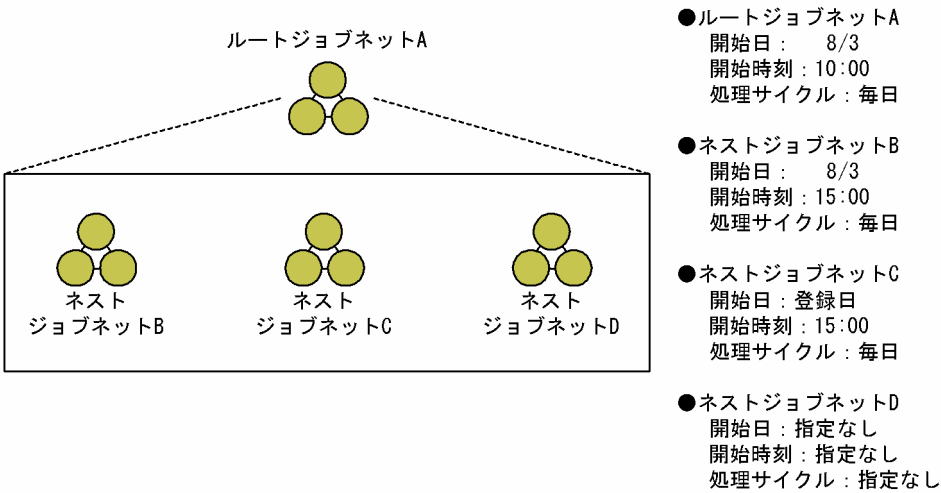 ルートジョブネットA
ネスト
ジョブネットB
ネスト
ジョブネットC
ネスト
ジョブネットD
●ルートジョブネットA
開始日： 8/3
開始時刻：10:00
処理サイクル：毎日
●ネストジョブネットB
開始日： 8/3
開始時刻：15:00
処理サイクル：毎日
●ネストジョブネットC
開始日：登録日
開始時刻：15:00
処理サイクル：毎日
●ネストジョブネットD
開始日：指定なし
開始時刻：指定なし
処理サイクル：指定なし